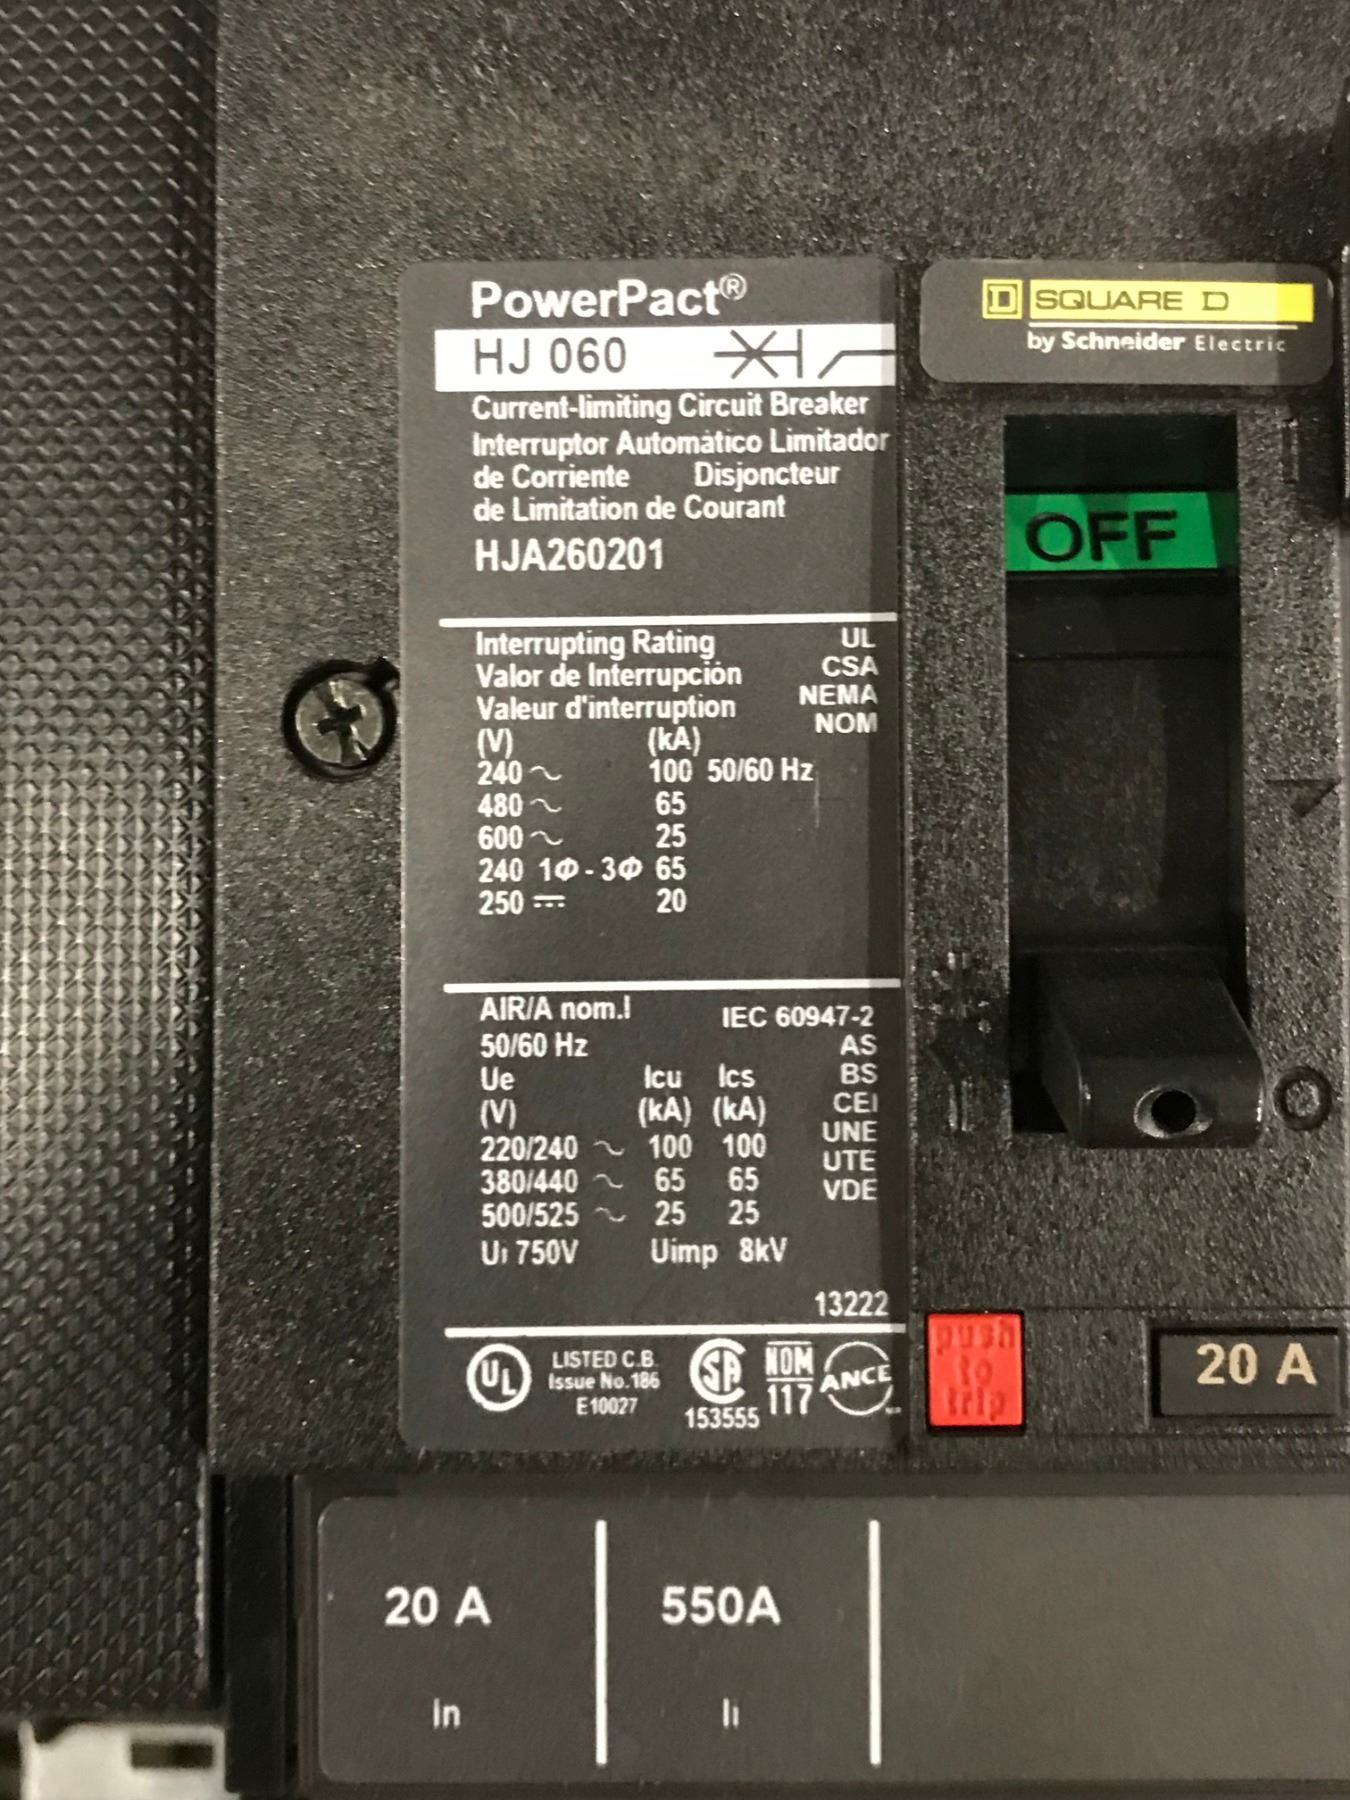 PowerPact®
HJ 060
Current-limiting Circuit Breaker
Interruptor Automático Limitador
de Corriente Disjoncteur
de Limitation de Courant
HJA260201
Interrupting Rating UL
Valor de Interrupción CSA
Valeur d'interruption NEMA
(V) (kA) NOM
240 ~ 100 50/60 Hz
480 ~ 65
600 ~ 25
240 1Φ - 3Φ 65
250 ⎓ 20
AIR/A nom.I IEC 60947-2
50/60 Hz AS
Ue Icu Ics BS
(V) (kA) (kA) CEI
220/240 ~ 100 100 UNE
380/440 ~ 65 65 UTE
500/525 ~ 25 25 VDE
Ui 750V Uimp 8kV
13222
UL LISTED C.B.
Issue No.186
E10027
SA
153555
NOM
117
ANCE
D SQUARE D
by Schneider Electric
OFF
O
push
to
trip
20 A
20 A 550A
In Ii